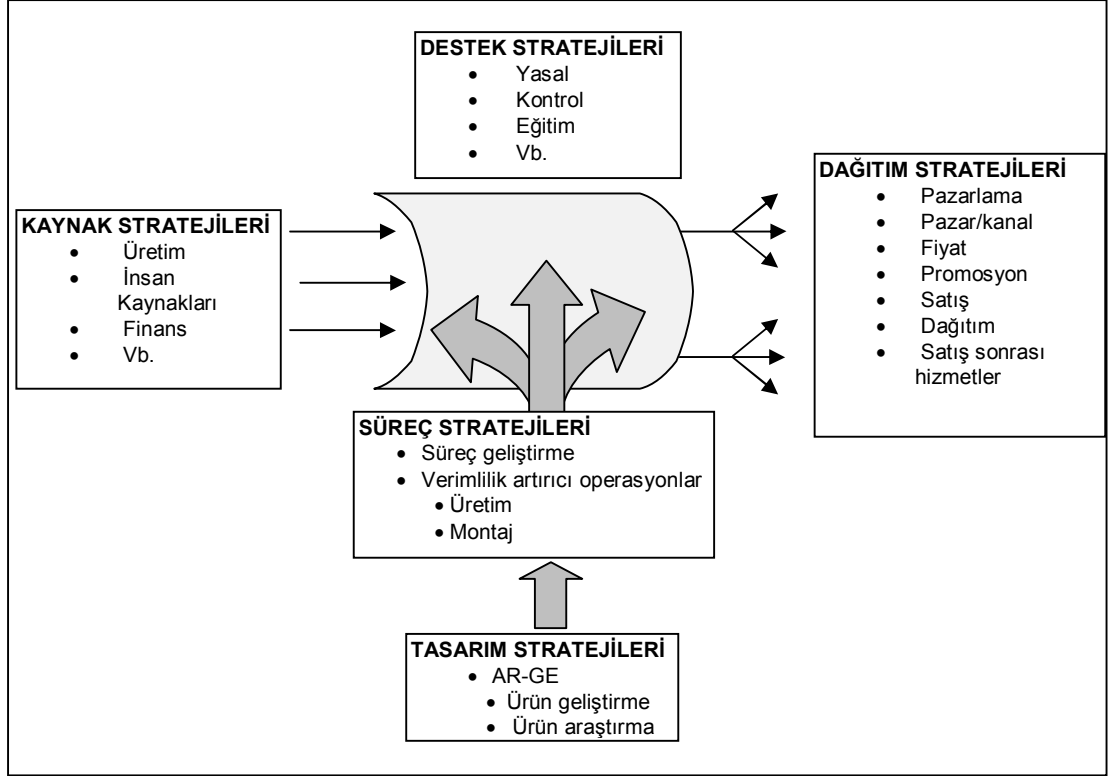 DESTEK STRATEJİLERİ
• Yasal
• Kontrol
• Eğitim
• Vb.
KAYNAK STRATEJİLERİ
• Üretim
• İnsan
Kaynakları
• Finans
• Vb.
DAĞITIM STRATEJİLERİ
• Pazarlama
• Pazar/kanal
• Fiyat
• Promosyon
• Satış
• Dağıtım
• Satış sonrası
hizmetler
SÜREÇ STRATEJİLERİ
• Süreç geliştirme
• Verimlilik artırıcı operasyonlar
• Üretim
• Montaj
TASARIM STRATEJİLERİ
• AR-GE
• Ürün geliştirme
• Ürün araştırma